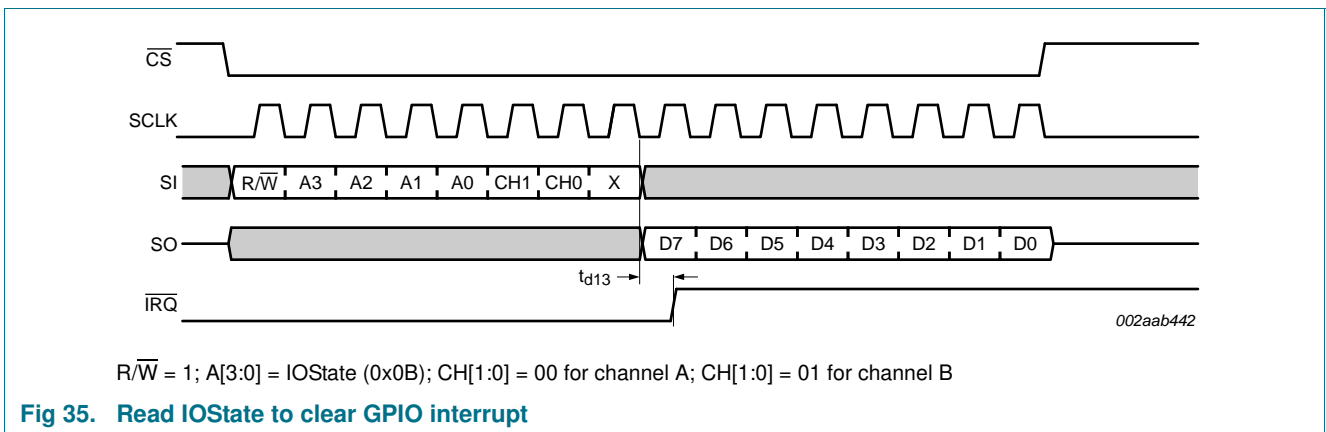 CS
SCLK
SI R/W A3 A2 A1 A0 CH1 CH0 X
SO D7 D6 D5 D4 D3 D2 D1 D0
td13
IRQ
002aab442
R/W = 1; A[3:0] = IOState (0x0B); CH[1:0] = 00 for channel A; CH[1:0] = 01 for channel B
Fig 35. Read IOState to clear GPIO interrupt